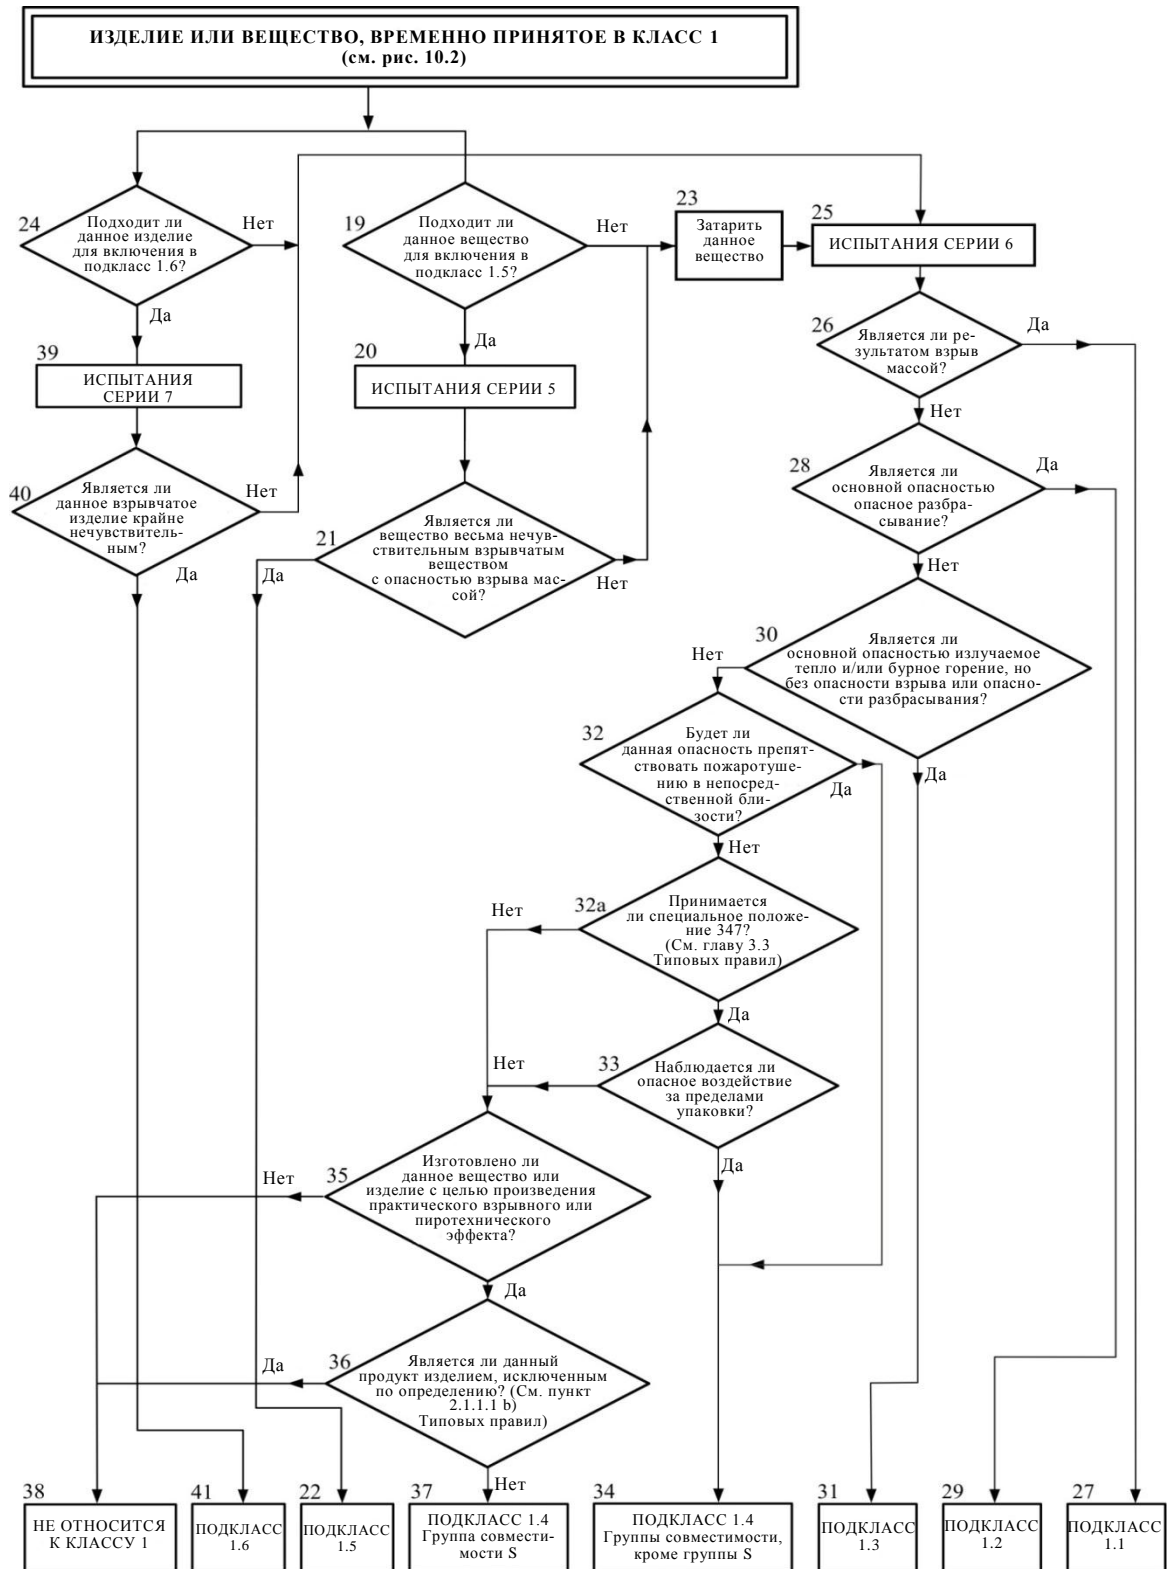 ИЗДЕЛИЕ ИЛИ ВЕЩЕСТВО, ВРЕМЕННО ПРИНЯТОЕ В КЛАСС 1
(см. рис. 10.2)
24
Подходит ли
данное изделие
для включения в
подкласс 1.6?
Нет
Да
19
Подходит ли
данное вещество
для включения в
подкласс 1.5?
Нет
Да
23
Затарить
данное
вещество
25
ИСПЫТАНИЯ СЕРИИ 6
26
Является ли ре-
зультатом взрыв
массой?
Да
Нет
39
ИСПЫТАНИЯ
СЕРИИ 7
20
ИСПЫТАНИЯ СЕРИИ 5
40
Является ли
данное взрывчатое
изделие крайне
нечувствитель-
ным?
Нет
Да
21
Является ли
вещество весьма нечув-
ствительным взрывчатым
веществом
с опасностью взрыва мас-
сой?
Да
Нет
28
Является ли
основной опасностью
опасное разбра-
сывание?
Да
Нет
30
Является ли
основной опасностью излучаемое
тепло и/или бурное горение, но
без опасности взрыва или опасно-
сти разбрасывания?
Нет
Да
32
Будет ли
данная опасность препят-
ствовать пожаротуше-
нию в непосред-
ственной бли-
зости?
Да
Нет
32a
Принимается
ли специальное положе-
ние 347?
(См. главу 3.3
Типовых правил)
Нет
Да
33
Наблюдается ли
опасное воздействие
за пределами
упаковки?
Нет
Да
35
Изготовлено ли
данное вещество или
изделие с целью произведения
практического взрывного или
пиротехнического
эффекта?
Нет
Да
36
Является ли данный
продукт изделием, исключенным
по определению? (См. пункт
2.1.1.1 b)
Типовых правил)
Да
Нет
38
НЕ ОТНОСИТСЯ
К КЛАССУ 1
41
ПОДКЛАСС
1.6
22
ПОДКЛАСС
1.5
37
ПОДКЛАСС 1.4
Группа совмести-
мости S
34
ПОДКЛАСС 1.4
Группы совместимости,
кроме группы S
31
ПОДКЛАСС
1.3
29
ПОДКЛАСС
1.2
27
ПОДКЛАСС
1.1